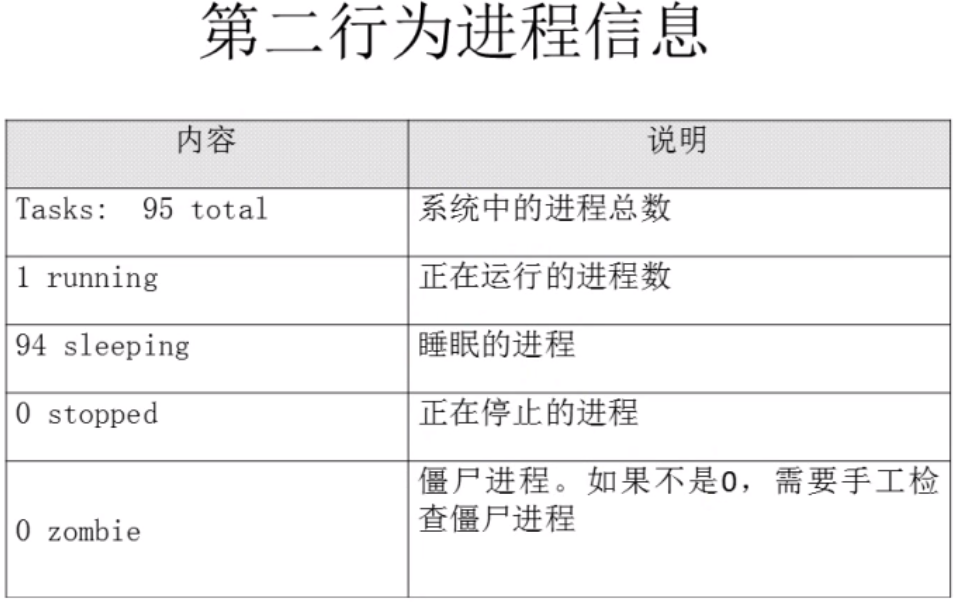 第二行为进程信息
内容 说明
Tasks: 95 total 系统中的进程总数
1 running 正在运行的进程数
94 sleeping 睡眠的进程
0 stopped 正在停止的进程
0 zombie 僵尸进程。如果不是0，需要手工检
查僵尸进程